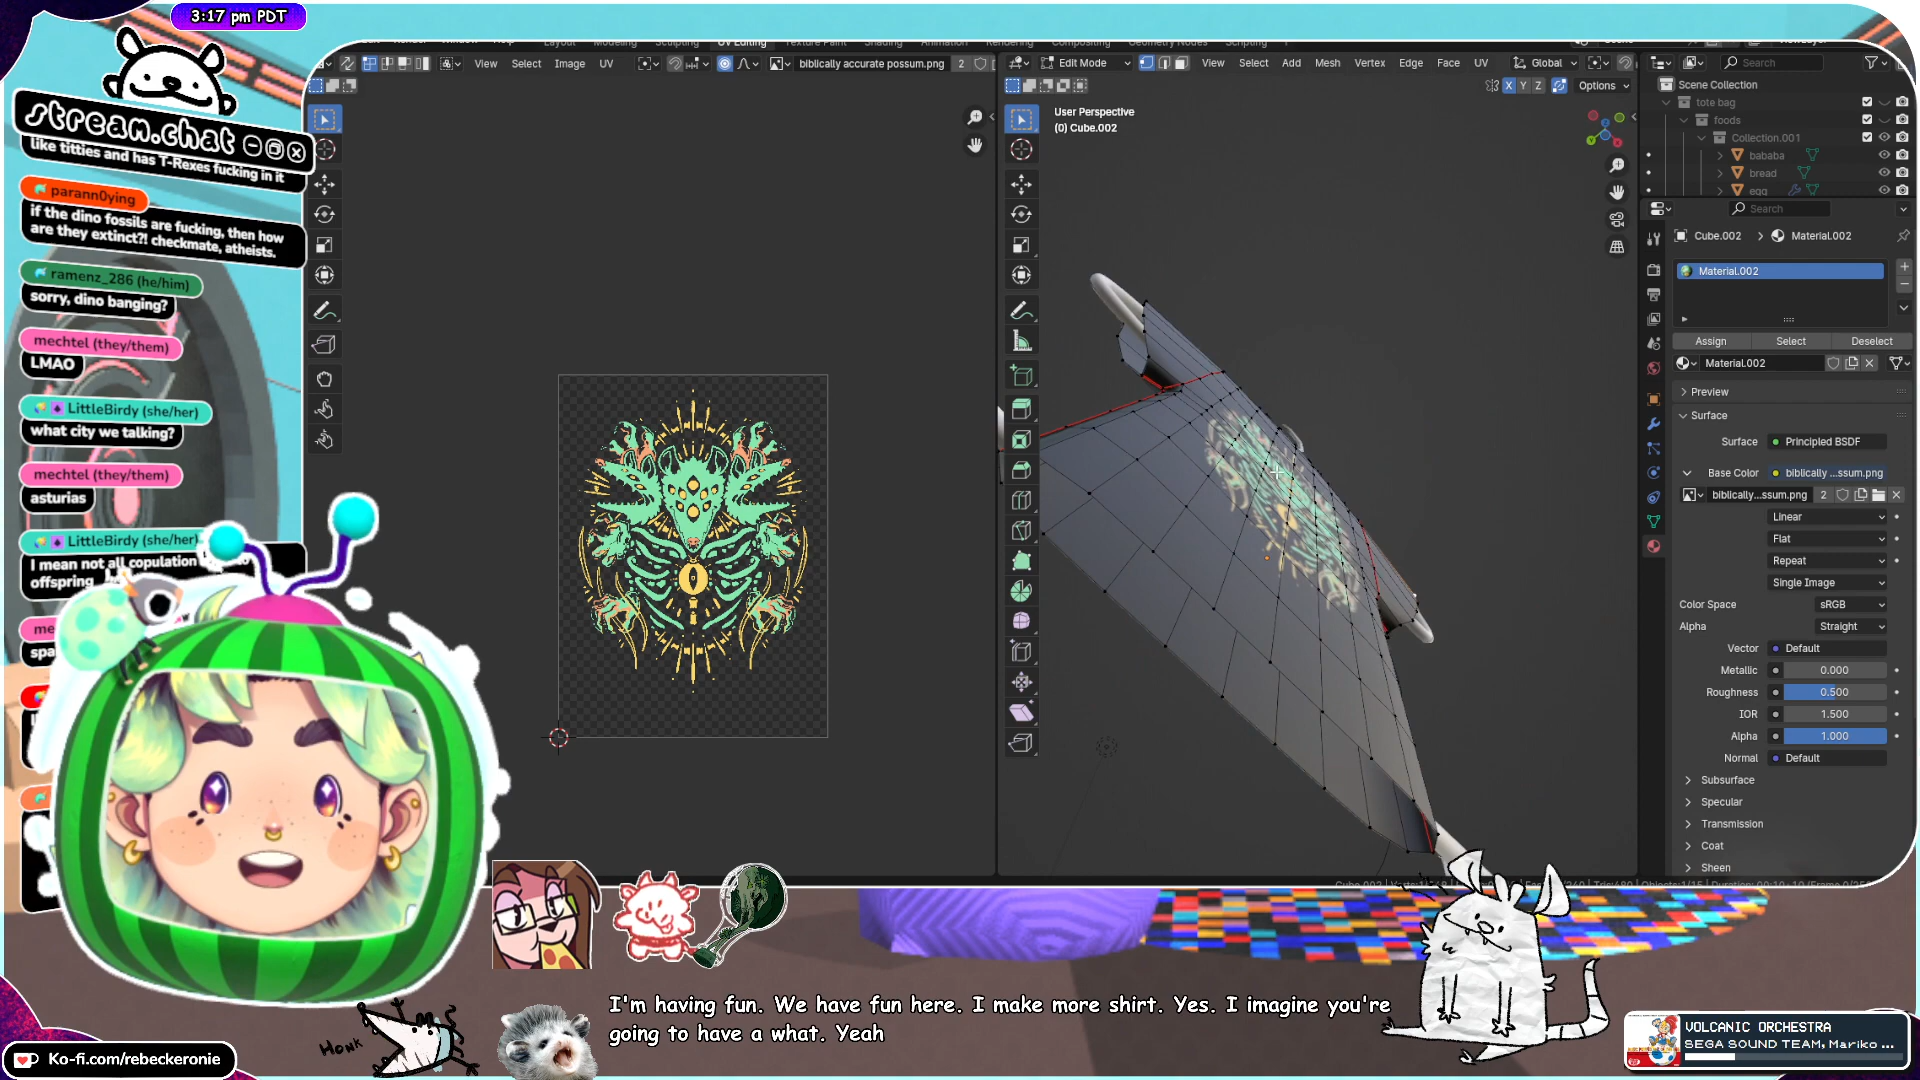 3:17 pm PDT
stream.chat
like titties and has T-Rexes fucking in it
parann0ying
if the dino fossils are fucking, then how
are they extinct?! checkmate, atheists.
ramenz_286 (he/him)
sorry, dino banging?
mechtel (they/them)
LMAO
LittleBirdy (she/her)
what city we talking?
mechtel (they/them)
asturias
LittleBirdy (she/her)
I mean not all copulation
offspring
View Select Image UV
biblically accurate possum.png 2
Edit Mode
View Select Add Mesh Vertex Edge Face UV
Global
X Y Z
Options
User Perspective
(0) Cube.002
Search
Scene Collection
tote bag
foods
Collection.001
bababa
bread
egg
Search
Cube.002 > Material.002
Material.002
Assign Select Deselect
Material.002
Preview
Surface
Surface Principled BSDF
Base Color biblically ...ssum.png
biblically...ssum.png 2
Linear
Flat
Repeat
Single Image
Color Space sRGB
Alpha Straight
Vector Default
Metallic 0.000
Roughness 0.500
IOR 1.500
Alpha 1.000
Normal Default
Subsurface
Specular
Transmission
Coat
Sheen
I'm having fun. We have fun here. I make more shirt. Yes. I imagine you're
going to have a what. Yeah
HONK
Ko-fi.com/rebeckeronie
VOLCANIC ORCHESTRA
SEGA SOUND TEAM, Mariko ...